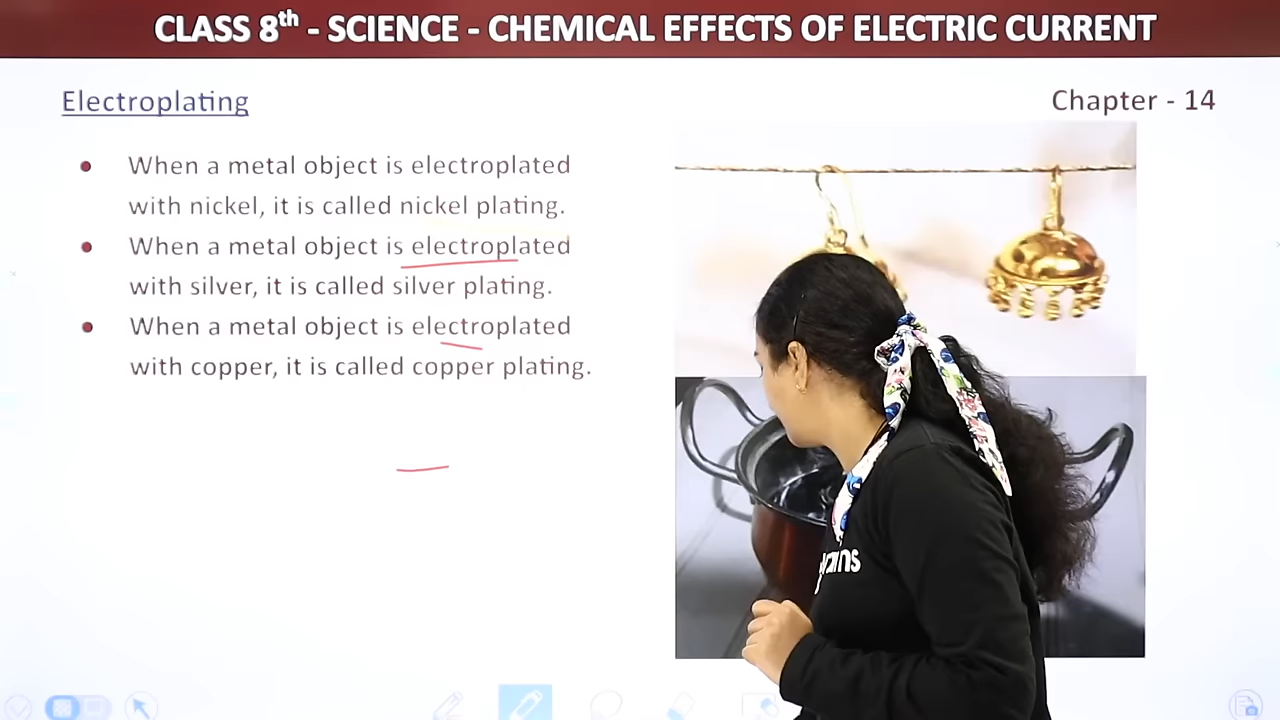 CLASS 8th - SCIENCE - CHEMICAL EFFECTS OF ELECTRIC CURRENT
Electroplating
Chapter - 14
When a metal object is electroplated
with nickel, it is called nickel plating.
When a metal object is electroplated
with silver, it is called silver plating.
When a metal object is electroplated
with copper, it is called copper plating.